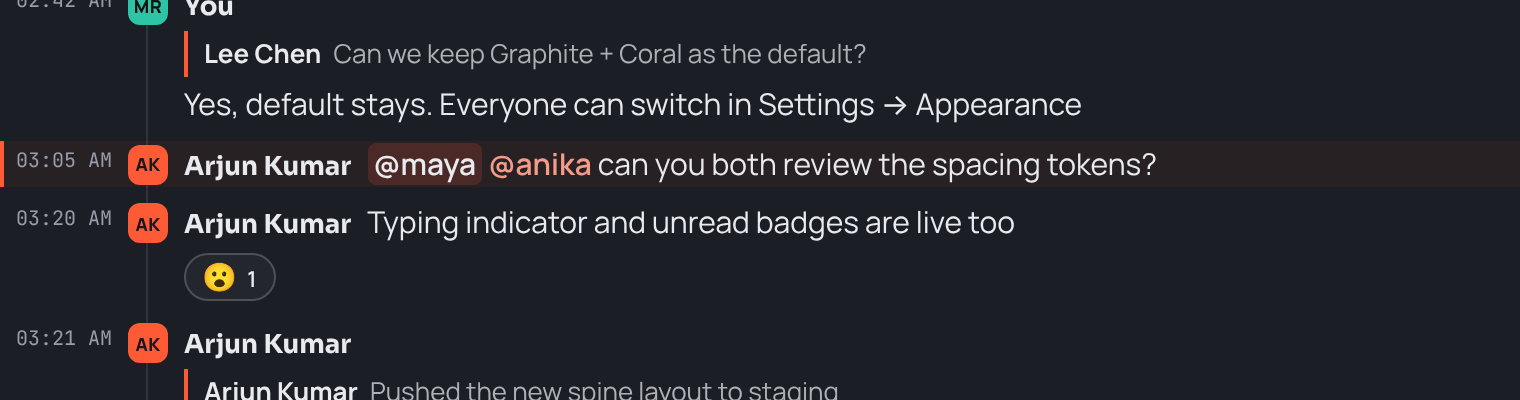 02:42 AM MR You
Lee Chen Can we keep Graphite + Coral as the default?
Yes, default stays. Everyone can switch in Settings → Appearance
03:05 AM AK Arjun Kumar @maya @anika can you both review the spacing tokens?
03:20 AM AK Arjun Kumar Typing indicator and unread badges are live too
😮 1
03:21 AM AK Arjun Kumar
Arjun Kumar Pushed the new spine layout to staging